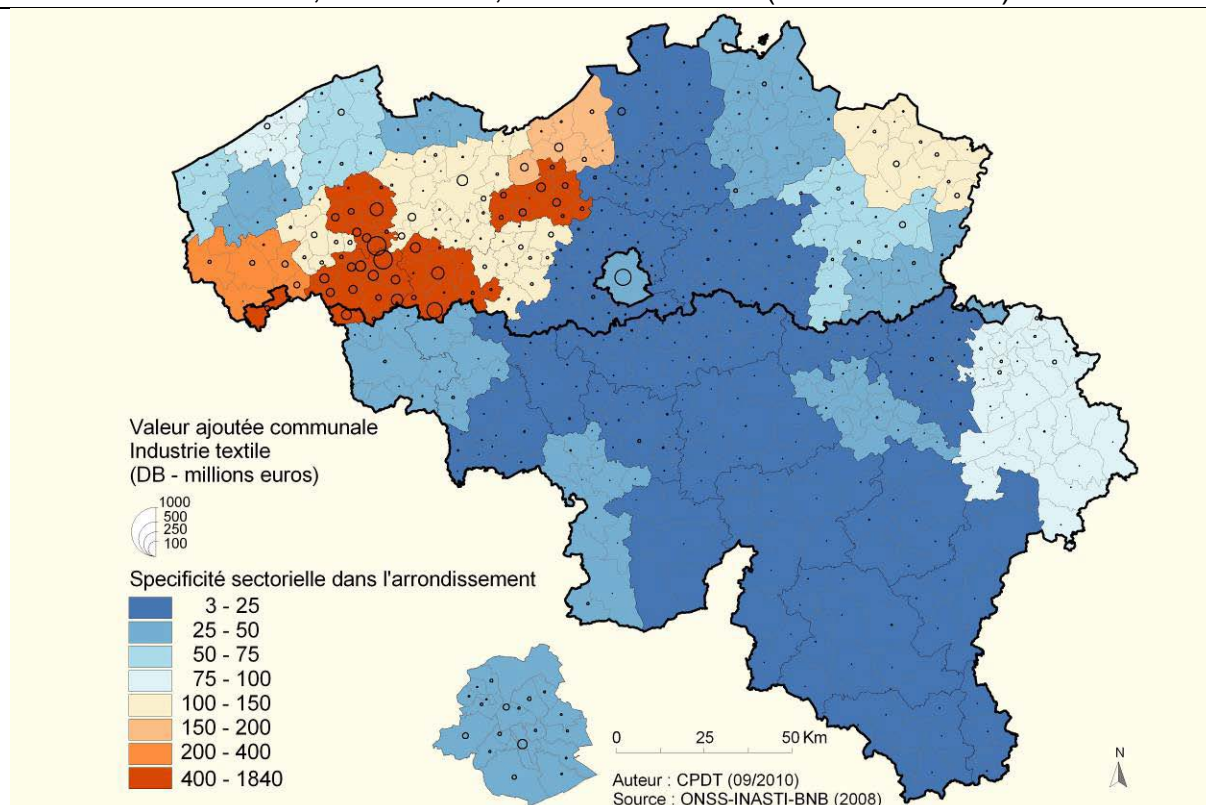 Valeur ajoutée communale
Industrie textile
(DB - millions euros)
1000
500
250
100
Specificité sectorielle dans l'arrondissement
3 - 25
25 - 50
50 - 75
75 - 100
100 - 150
150 - 200
200 - 400
400 - 1840
0 25 50 Km
N
Auteur : CPDT (09/2010)
Source : ONSS-INASTI-BNB (2008)